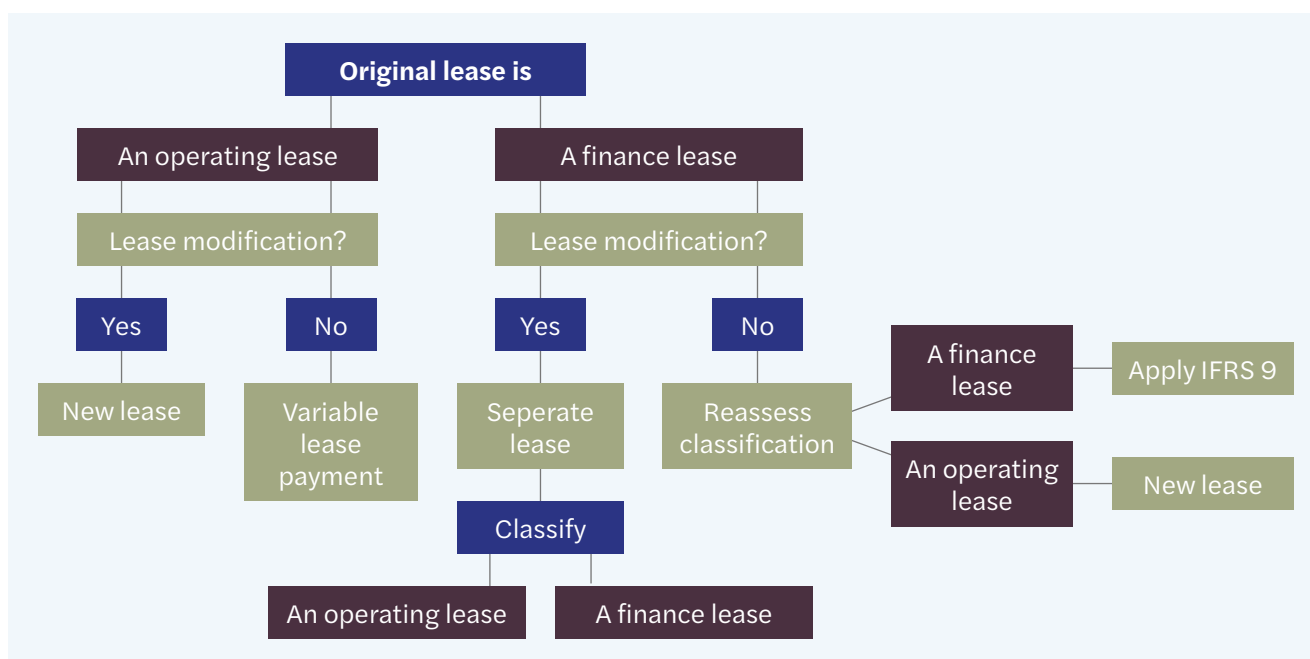 Original lease is
An operating lease
A finance lease
Lease modification?
Lease modification?
Yes
No
Yes
No
New lease
Variable
lease
payment
Seperate
lease
Reassess
classification
A finance
lease
Apply IFRS 9
An operating
lease
New lease
Classify
An operating lease
A finance lease